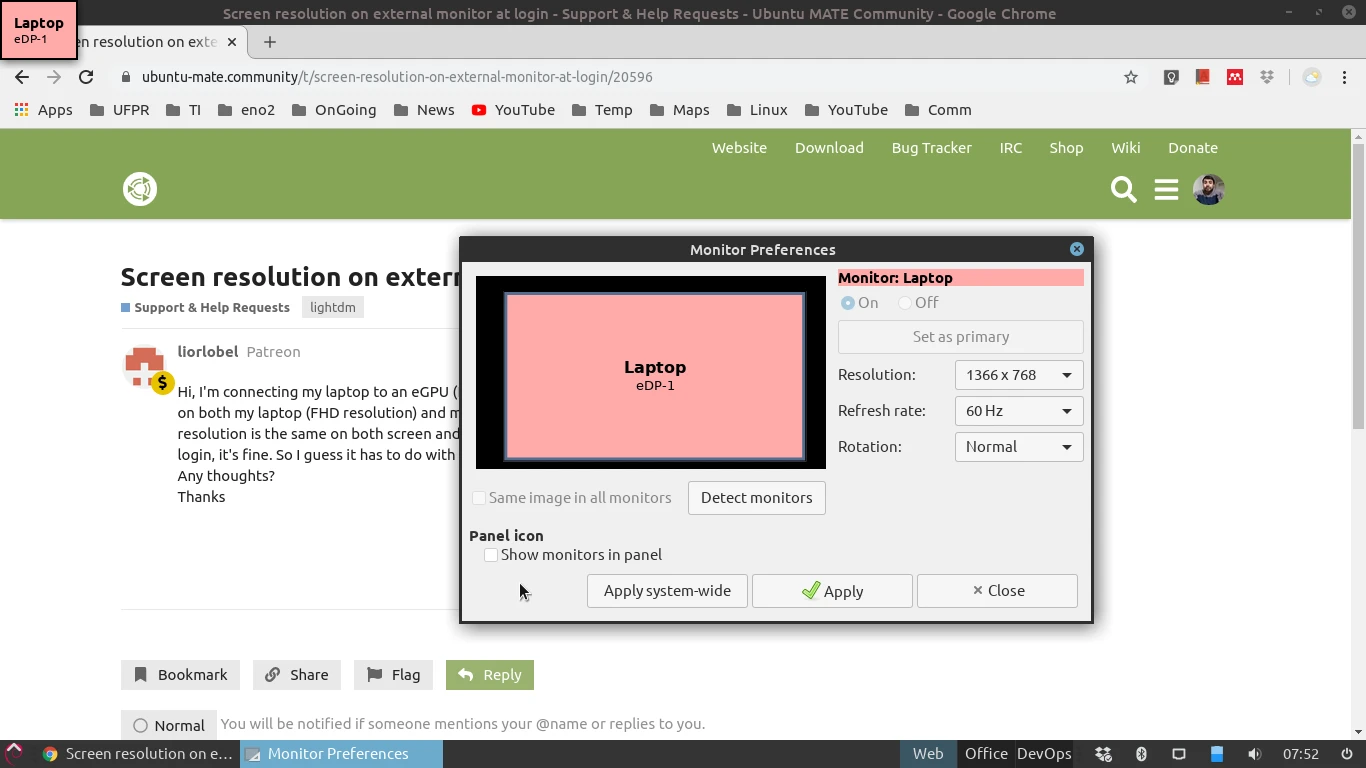 Screen resolution on external monitor at login - Support & Help Requests - Ubuntu MATE Community - Google Chrome
Laptop
eDP-1
en resolution on exte
ubuntu-mate.community/t/screen-resolution-on-external-monitor-at-login/20596
Apps UFPR TI eno2 OnGoing News YouTube Temp Maps Linux YouTube Comm
Website Download Bug Tracker IRC Shop Wiki Donate
Screen resolution on extern
Support & Help Requests lightdm
liorlobel Patreon
$
Hi, I'm connecting my laptop to an eGPU (
on both my laptop (FHD resolution) and m
resolution is the same on both screen and
login, it's fine. So I guess it has to do with
Any thoughts?
Thanks
Monitor Preferences
Laptop
eDP-1
Monitor: Laptop
On Off
Set as primary
Resolution: 1366 x 768
Refresh rate: 60 Hz
Rotation: Normal
Same image in all monitors Detect monitors
Panel icon
Show monitors in panel
Apply system-wide Apply Close
Bookmark Share Flag Reply
Normal You will be notified if someone mentions your @name or replies to you.
Screen resolution on e... Monitor Preferences Web Office DevOps 07:52